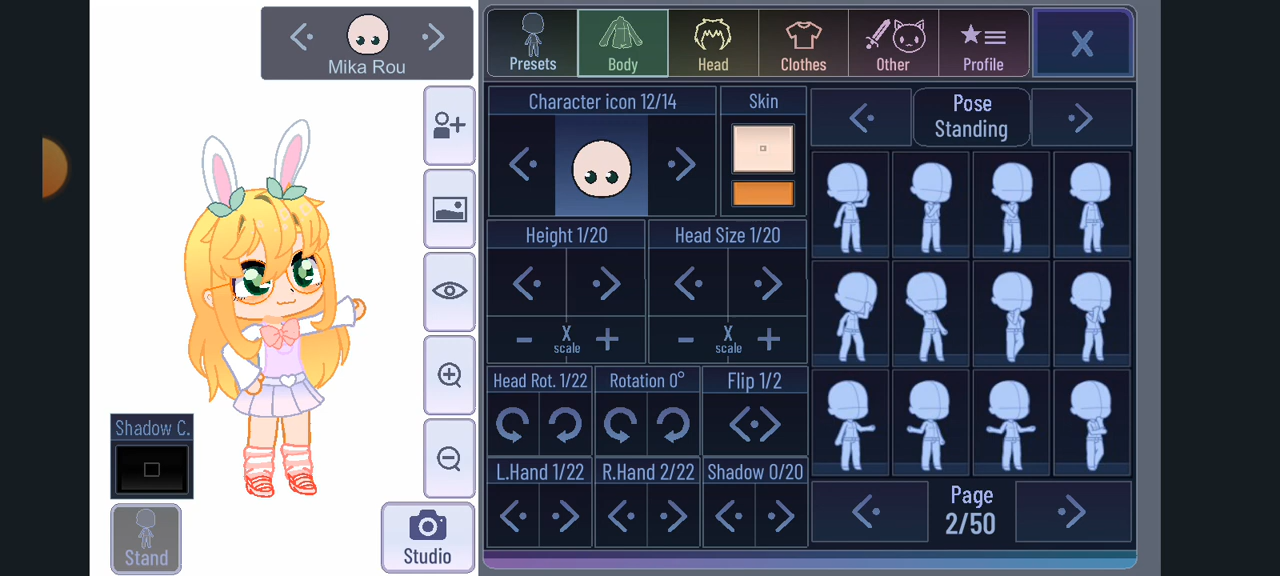 Mika Rou
Presets
Body
Head
Clothes
Other
Profile
X
Character icon 12/14
Skin
Pose
Standing
Height 1/20
Head Size 1/20
X
scale
X
scale
Head Rot. 1/22
Rotation 0°
Flip 1/2
L.Hand 1/22
R.Hand 2/22
Shadow 0/20
Page
2/50
Shadow C.
Stand
Studio